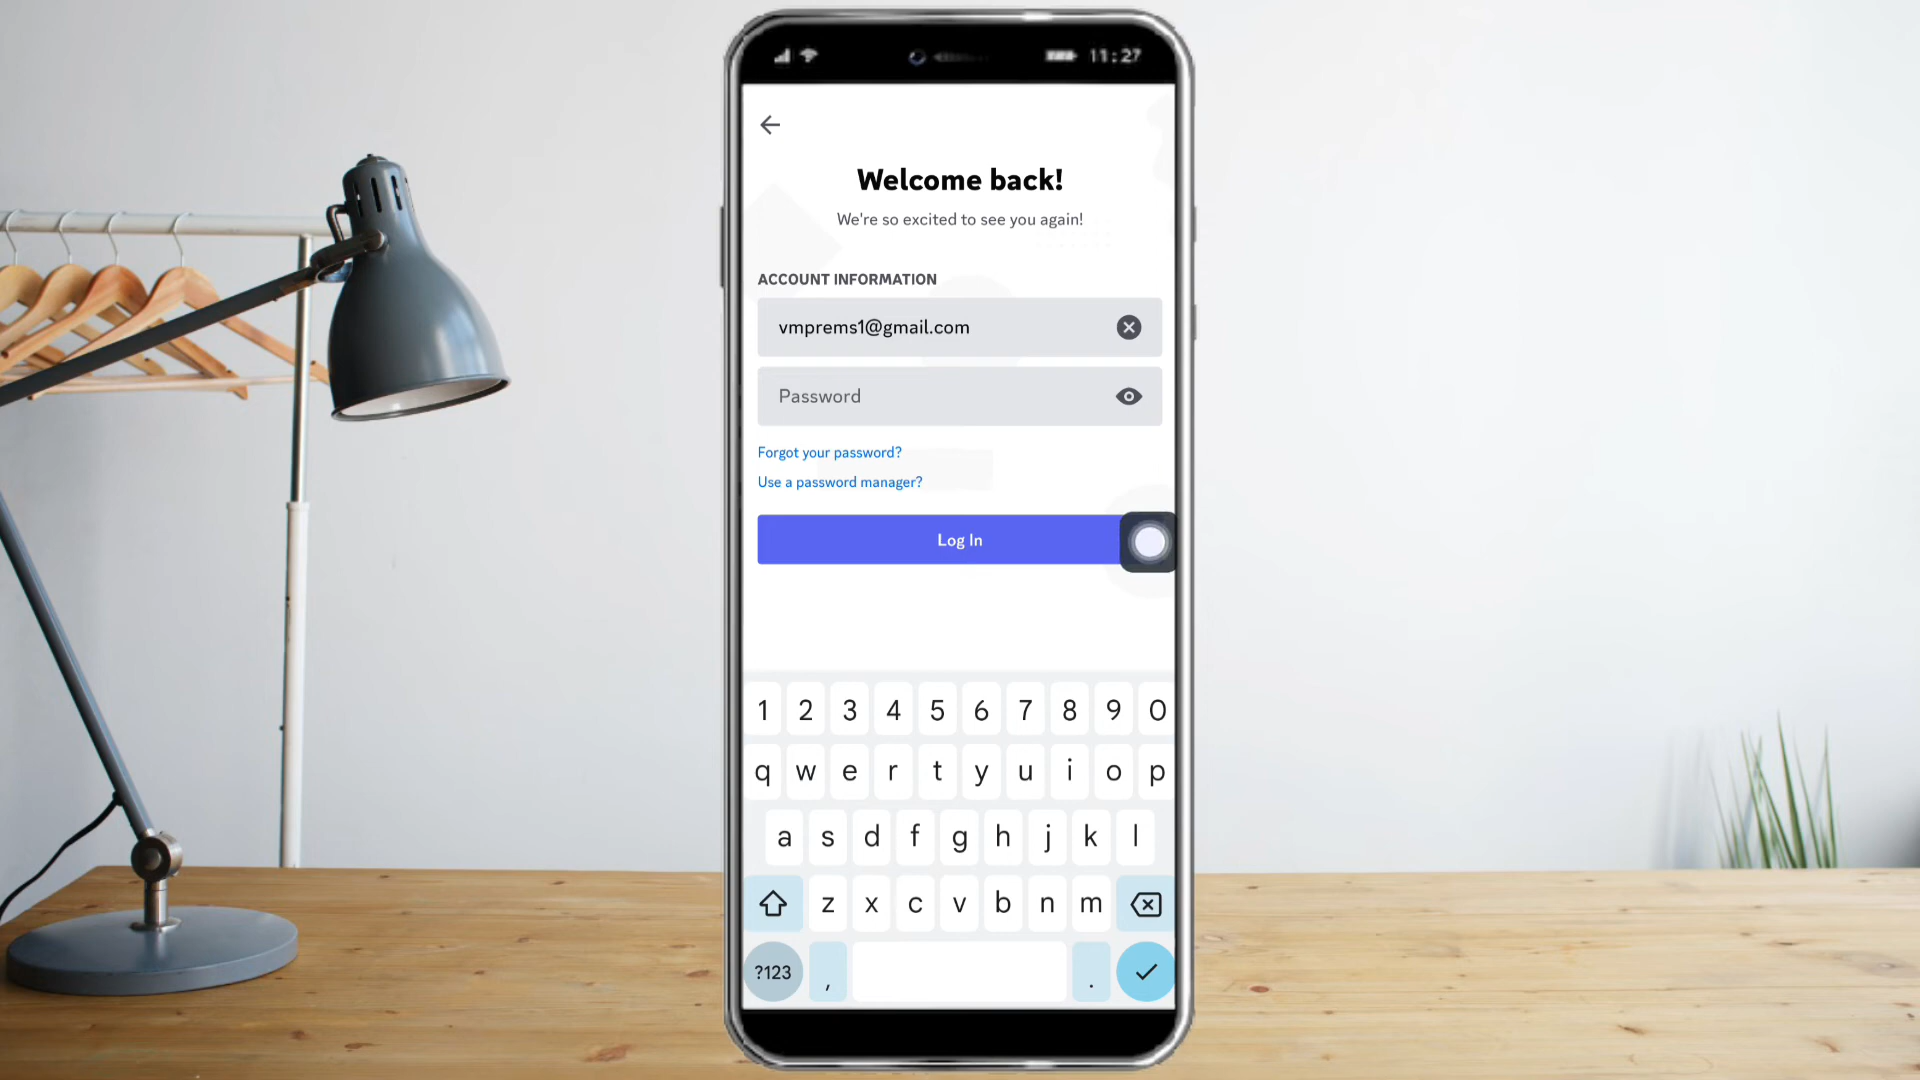 11:27
Welcome back!
We're so excited to see you again!
ACCOUNT INFORMATION
vmprems1@gmail.com
Password
Forgot your password?
Use a password manager?
Log In
1 2 3 4 5 6 7 8 9 0
q w e r t y u i o p
a s d f g h j k l
z x c v b n m
?123 , .